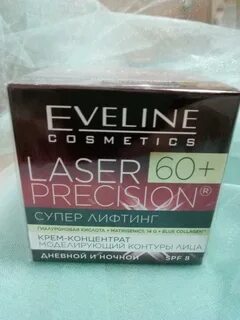 EVELINE
COSMETICS
LASER 60+
PRECISION®
СУПЕР ЛИФТИНГ
ГИАЛУРОНОВАЯ КИСЛОТА + MATRIGENICS 14 G + BLUE COLLAGEN™
КРЕМ-КОНЦЕНТРАТ
МОДЕЛИРУЮЩИЙ КОНТУРЫ ЛИЦА
ДНЕВНОЙ И НОЧНОЙ SPF 8